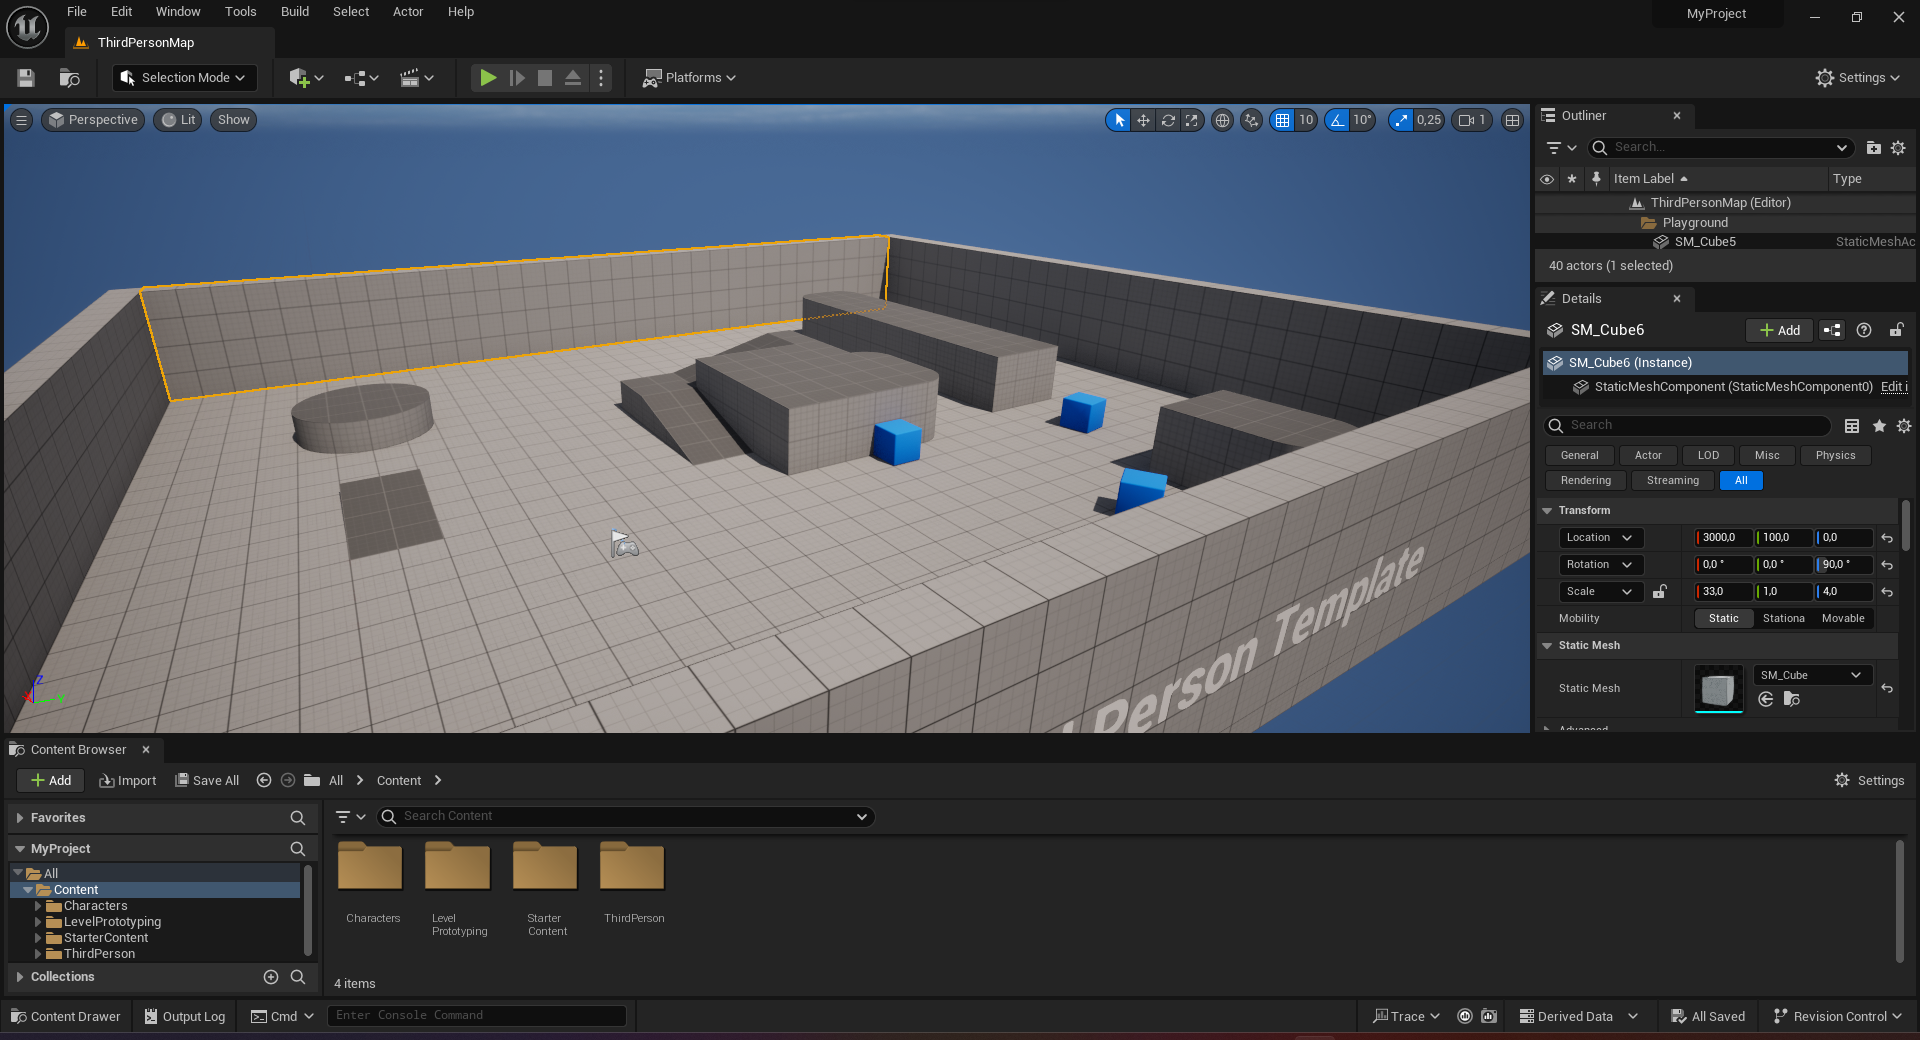 File Edit Window Tools Build Select Actor Help
MyProject
ThirdPersonMap
Selection Mode
Platforms
Settings
Perspective Lit Show
10 10° 0,25 1
Person Template
Z
Y
Outliner
Search...
Item Label Type
ThirdPersonMap (Editor)
Playground
SM_Cube5 StaticMeshAc
40 actors (1 selected)
Details
SM_Cube6
Add
SM_Cube6 (Instance)
StaticMeshComponent (StaticMeshComponent0) Edit i
Search
General Actor LOD Misc Physics
Rendering Streaming All
Transform
Location 3000,0 100,0 0,0
Rotation 0,0 ° 0,0 ° 90,0 °
Scale 33,0 1,0 4,0
Mobility Static Stationa Movable
Static Mesh
Static Mesh SM_Cube
Advanced
Content Browser
Add Import Save All All Content Settings
Favorites
MyProject
All
Content
Characters
LevelPrototyping
StarterContent
ThirdPerson
Collections
Search Content
Characters
Level
Prototyping
Starter
Content
ThirdPerson
4 items
Content Drawer Output Log Cmd Enter Console Command Trace Derived Data All Saved Revision Control